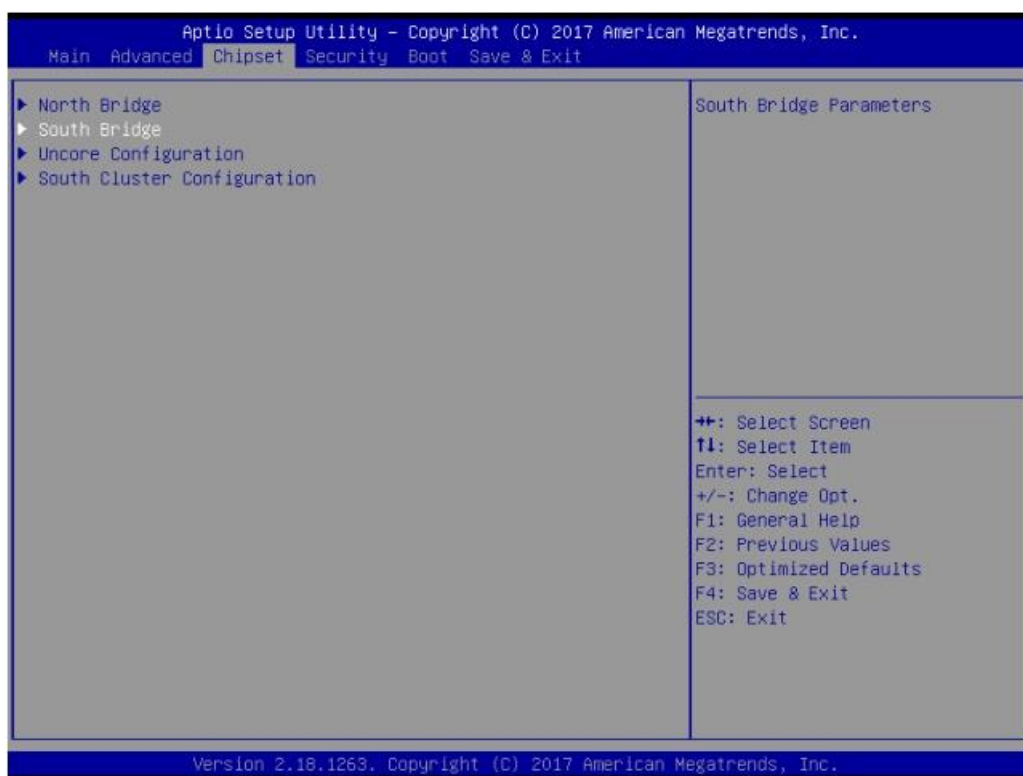 Aptio Setup Utility – Copyright (C) 2017 American Megatrends, Inc.
Main Advanced Chipset Security Boot Save & Exit
▶ North Bridge
▶ South Bridge
▶ Uncore Configuration
▶ South Cluster Configuration
South Bridge Parameters
→←: Select Screen
↑↓: Select Item
Enter: Select
+/-: Change Opt.
F1: General Help
F2: Previous Values
F3: Optimized Defaults
F4: Save & Exit
ESC: Exit
Version 2.18.1263. Copyright (C) 2017 American Megatrends, Inc.